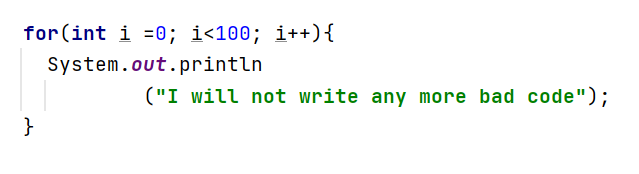 for(int i =0; i<100; i++){
System.out.println
("I will not write any more bad code");
}